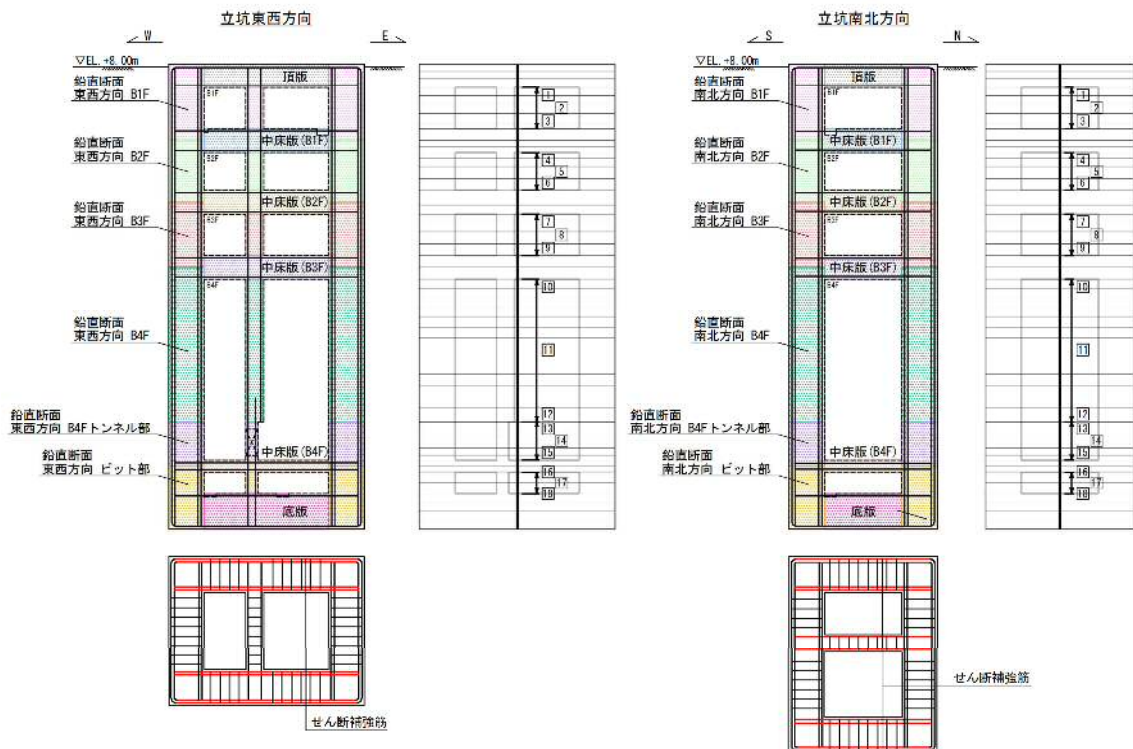 立坑東西方向
W
E
▽EL. +8.00m
頂版
鉛直断面
東西方向 B1F
B1F
中床版(B1F)
鉛直断面
東西方向 B2F
B2F
中床版(B2F)
鉛直断面
東西方向 B3F
B3F
中床版(B3F)
B4F
鉛直断面
東西方向 B4F
鉛直断面
東西方向 B4Fトンネル部
中床版(B4F)
鉛直断面
東西方向 ピット部
底版
1
2
3
4
5
6
7
8
9
10
11
12
13
14
15
16
17
18
せん断補強筋
立坑南北方向
S
N
▽EL. +8.00m
頂版
鉛直断面
南北方向 B1F
B1F
中床版(B1F)
鉛直断面
南北方向 B2F
B2F
中床版(B2F)
鉛直断面
南北方向 B3F
中床版(B3F)
B4F
鉛直断面
南北方向 B4F
鉛直断面
南北方向 B4Fトンネル部
中床版(B4F)
鉛直断面
南北方向 ピット部
底版
1
2
3
4
5
6
7
8
9
10
11
12
13
14
15
16
17
18
せん断補強筋